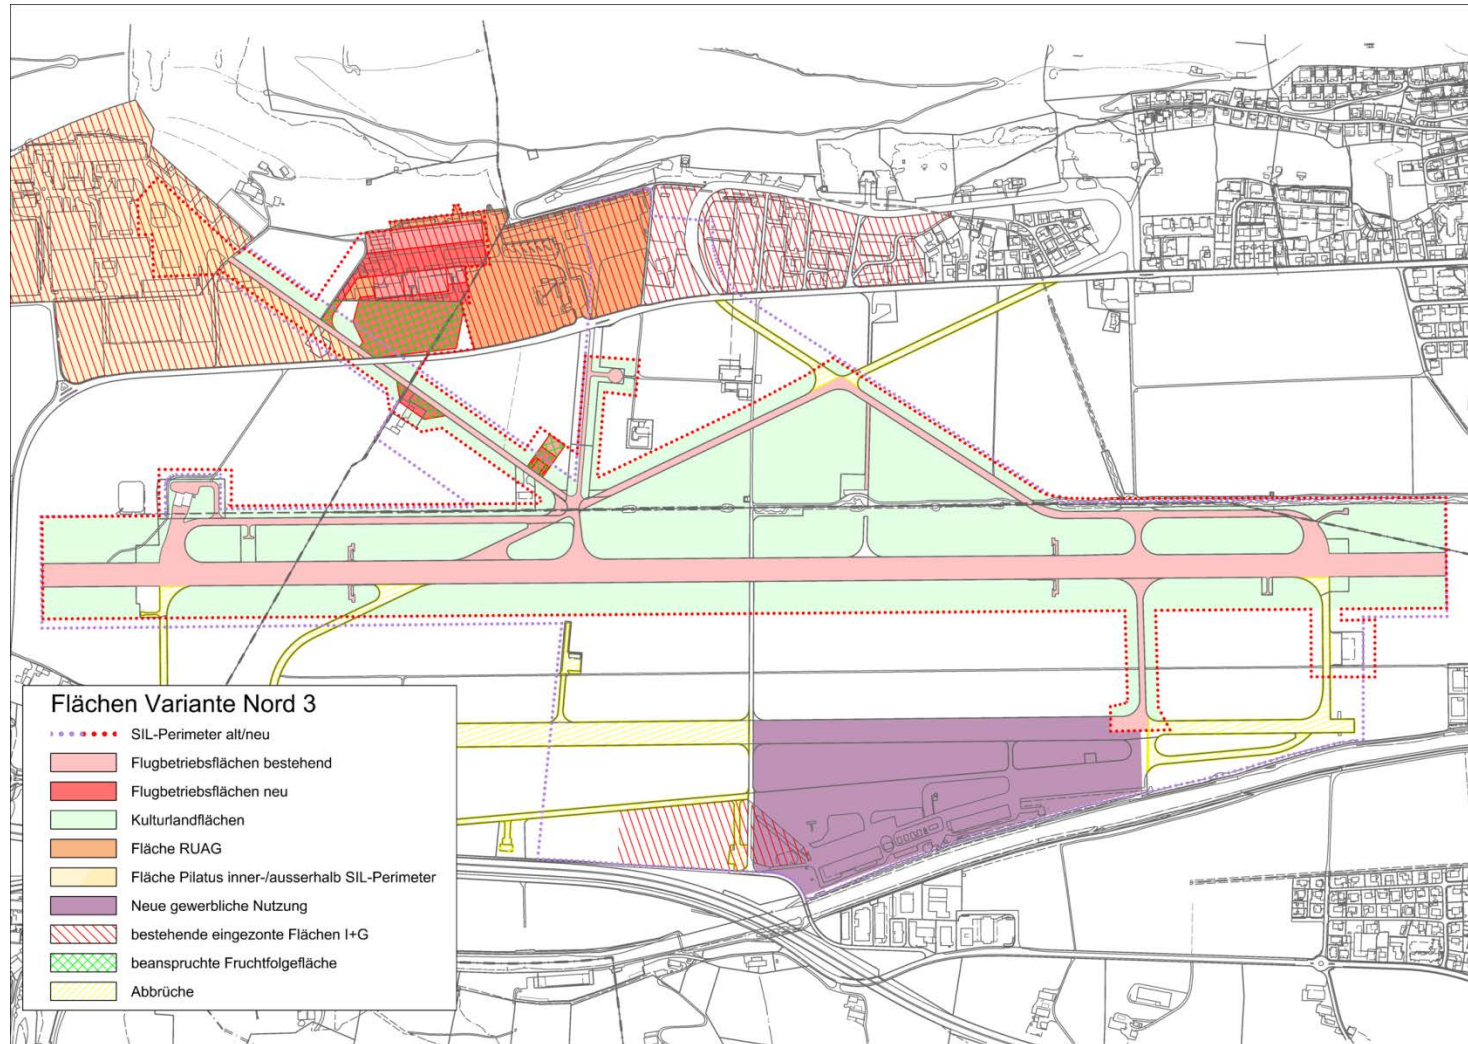 Flächen Variante Nord 3
SIL-Perimeter alt/neu
Flugbetriebsflächen bestehend
Flugbetriebsflächen neu
Kulturlandflächen
Fläche RUAG
Fläche Pilatus inner-/ausserhalb SIL-Perimeter
Neue gewerbliche Nutzung
bestehende eingezonte Flächen I+G
beanspruchte Fruchtfolgefläche
Abbrüche